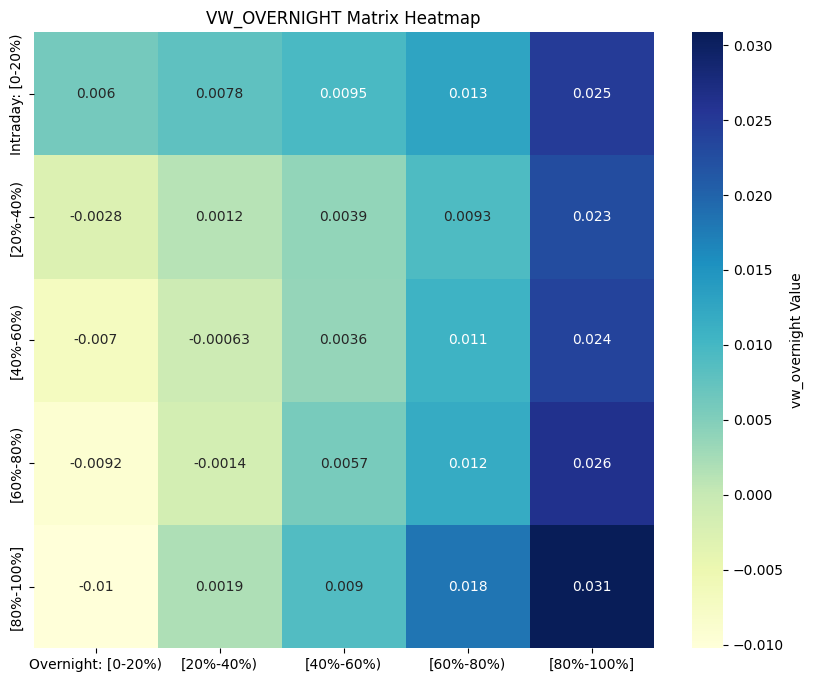 VW_OVERNIGHT Matrix Heatmap
Intraday: [0-20%)
0.006 0.0078 0.0095 0.013 0.025
[20%-40%)
-0.0028 0.0012 0.0039 0.0093 0.023
[40%-60%)
-0.007 -0.00063 0.0036 0.011 0.024
[60%-80%)
-0.0092 -0.0014 0.0057 0.012 0.026
[80%-100%]
-0.01 0.0019 0.009 0.018 0.031
Overnight: [0-20%) [20%-40%) [40%-60%) [60%-80%) [80%-100%]
0.030
0.025
0.020
0.015
0.010
0.005
0.000
−0.005
−0.010
vw_overnight Value